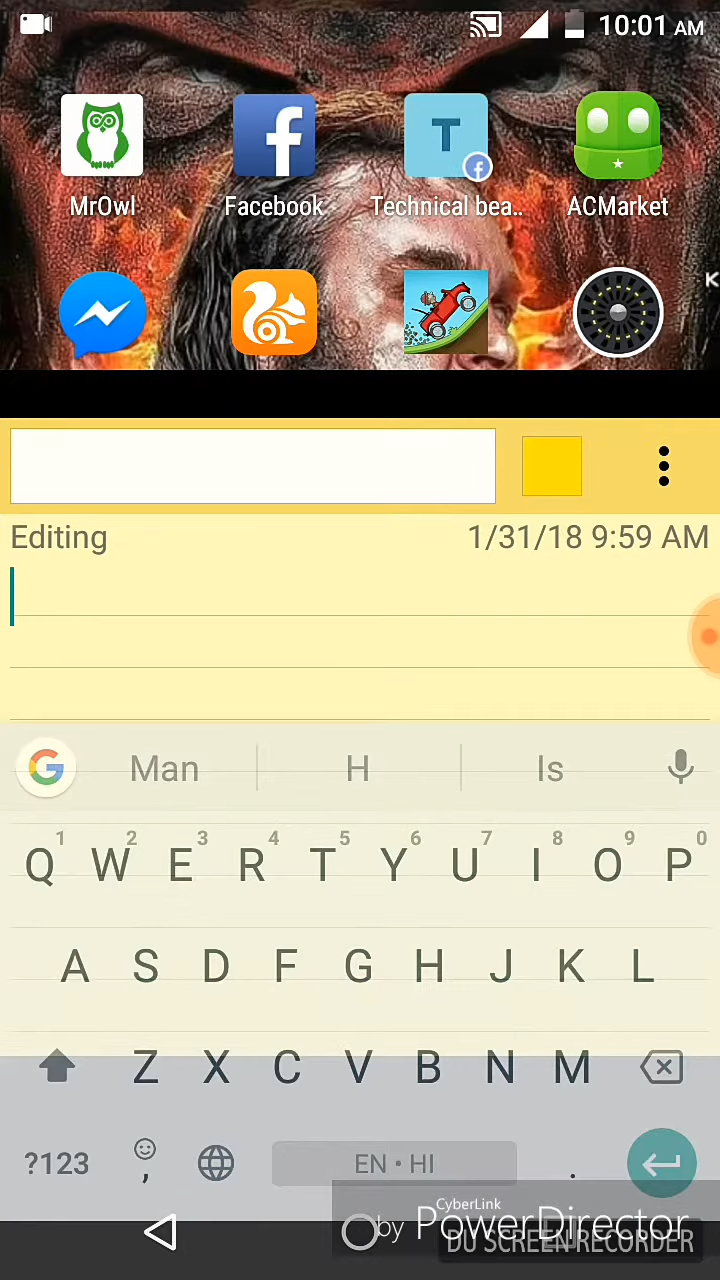 10:01 AM
MrOwl Facebook Technical bea.. ACMarket
T
K
Editing 1/31/18 9:59 AM
Man H Is
1 2 3 4 5 6 7 8 9 0
Q W E R T Y U I O P
A S D F G H J K L
Z X C V B N M
?123 , EN • HI .
CyberLink
by PowerDirector
DU SCREEN RECORDER